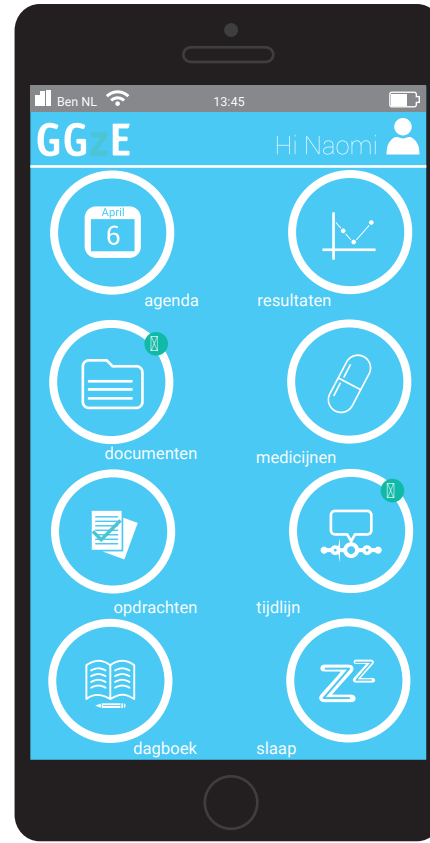 Ben NL 13:45
GGzE Hi Naomi
April
6
agenda resultaten
documenten
medicijnen
opdrachten tijdlijn
dagboek slaap